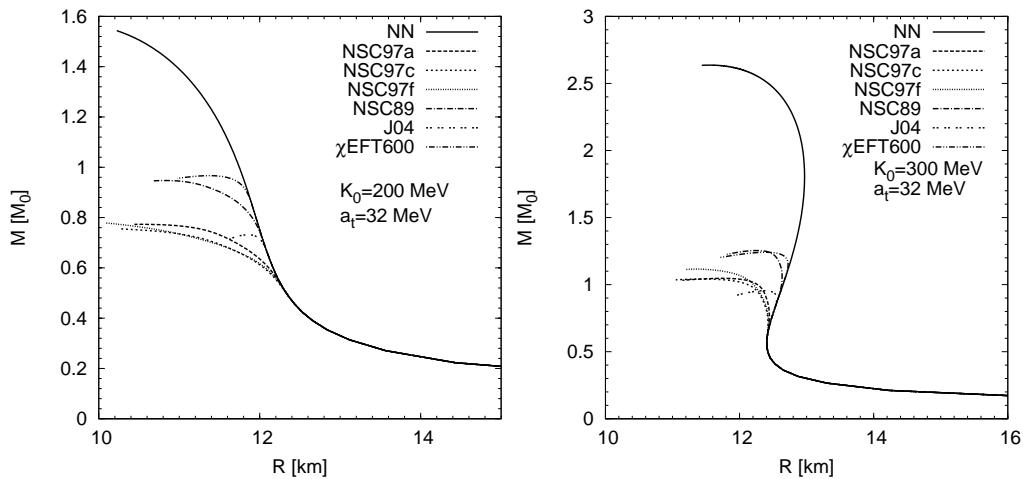 1.6
1.4
1.2
1
0.8
0.6
0.4
0.2
0
M [M₀]
10
12
14
R [km]
NN
NSC97a
NSC97c
NSC97f
NSC89
J04
χEFT600
K₀=200 MeV
aₜ=32 MeV
3
2.5
2
1.5
1
0.5
0
M [M₀]
10
12
14
16
R [km]
NN
NSC97a
NSC97c
NSC97f
NSC89
J04
χEFT600
K₀=300 MeV
aₜ=32 MeV